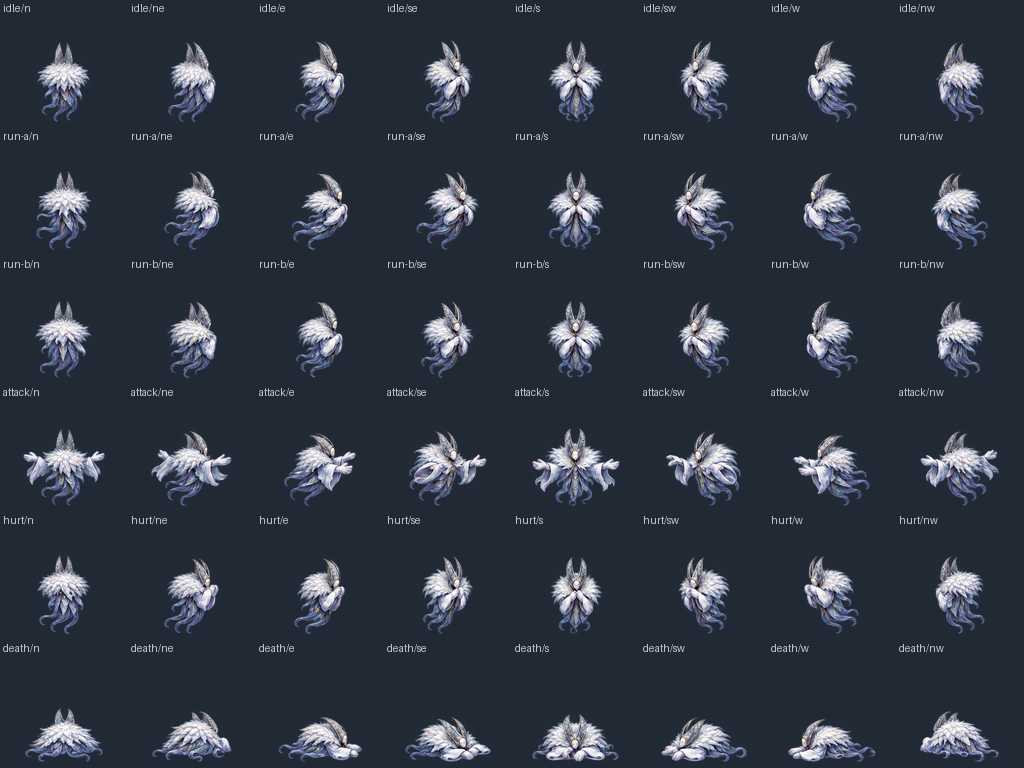 idle/n idle/ne idle/e idle/se idle/s idle/sw idle/w idle/nw
run-a/n run-a/ne run-a/e run-a/se run-a/s run-a/sw run-a/w run-a/nw
run-b/n run-b/ne run-b/e run-b/se run-b/s run-b/sw run-b/w run-b/nw
attack/n attack/ne attack/e attack/se attack/s attack/sw attack/w attack/nw
hurt/n hurt/ne hurt/e hurt/se hurt/s hurt/sw hurt/w hurt/nw
death/n death/ne death/e death/se death/s death/sw death/w death/nw